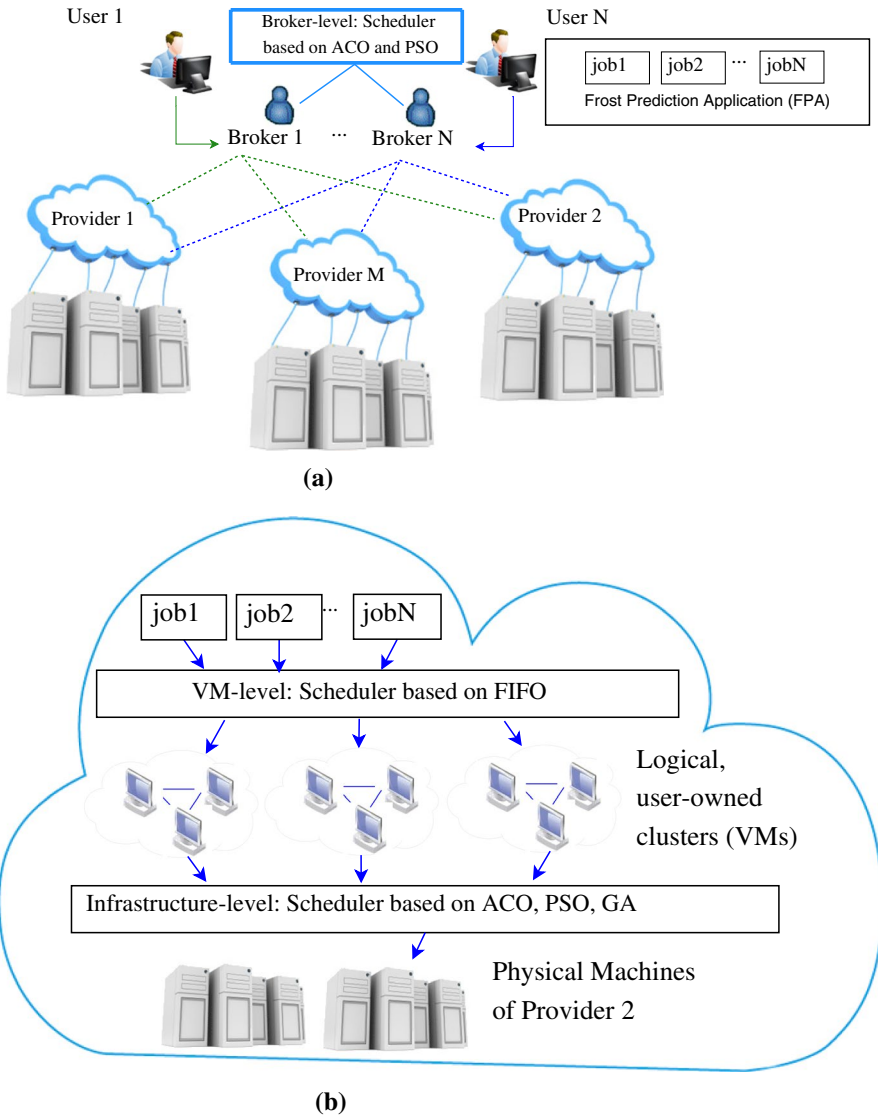 User 1
Broker-level: Scheduler
based on ACO and PSO
User N
job1 job2 ... jobN
Frost Prediction Application (FPA)
Broker 1 ... Broker N
Provider 1
Provider 2
Provider M
(a)
job1 job2 ... jobN
VM-level: Scheduler based on FIFO
Logical,
user-owned
clusters (VMs)
Infrastructure-level: Scheduler based on ACO, PSO, GA
Physical Machines
of Provider 2
(b)